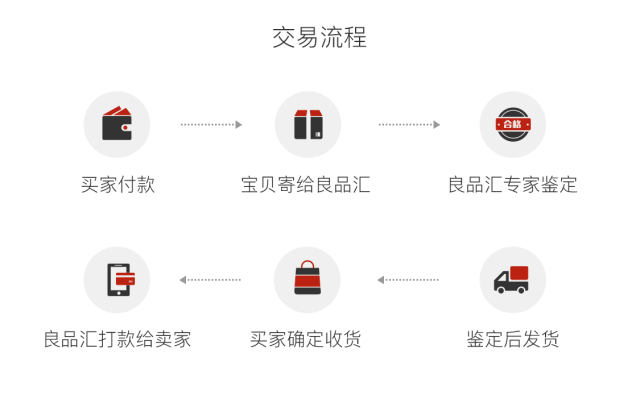 交易流程
合格
买家付款
宝贝寄给良品汇
良品汇专家鉴定
良品汇打款给卖家
买家确定收货
鉴定后发货